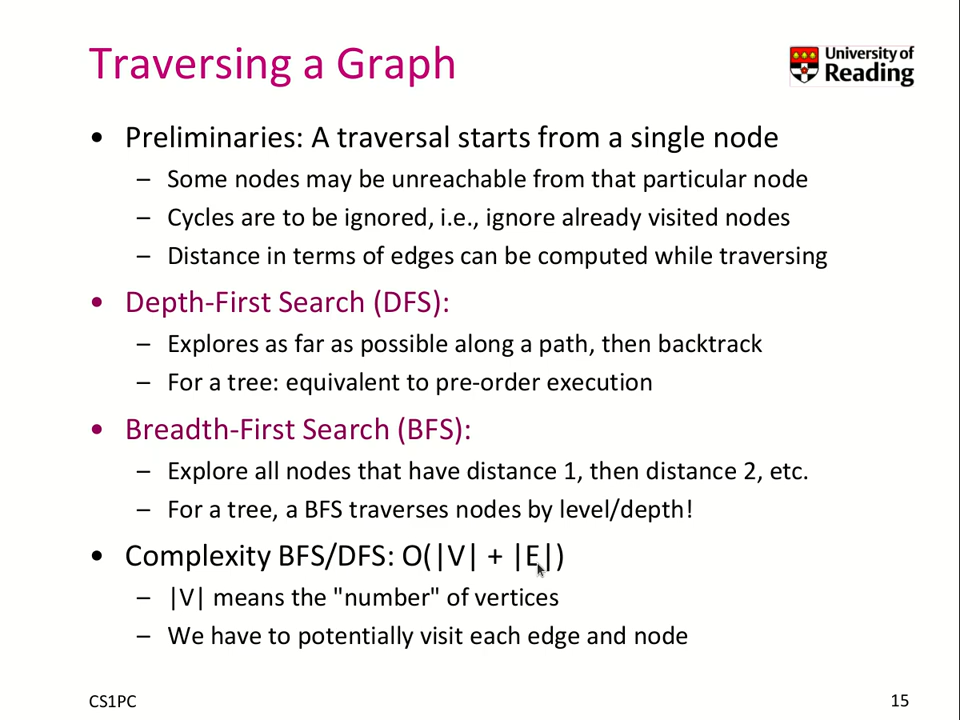 Traversing a Graph
University of
Reading
• Preliminaries: A traversal starts from a single node
– Some nodes may be unreachable from that particular node
– Cycles are to be ignored, i.e., ignore already visited nodes
– Distance in terms of edges can be computed while traversing
• Depth-First Search (DFS):
– Explores as far as possible along a path, then backtrack
– For a tree: equivalent to pre-order execution
• Breadth-First Search (BFS):
– Explore all nodes that have distance 1, then distance 2, etc.
– For a tree, a BFS traverses nodes by level/depth!
• Complexity BFS/DFS: O(|V| + |E|)
– |V| means the "number" of vertices
– We have to potentially visit each edge and node
CS1PC
15